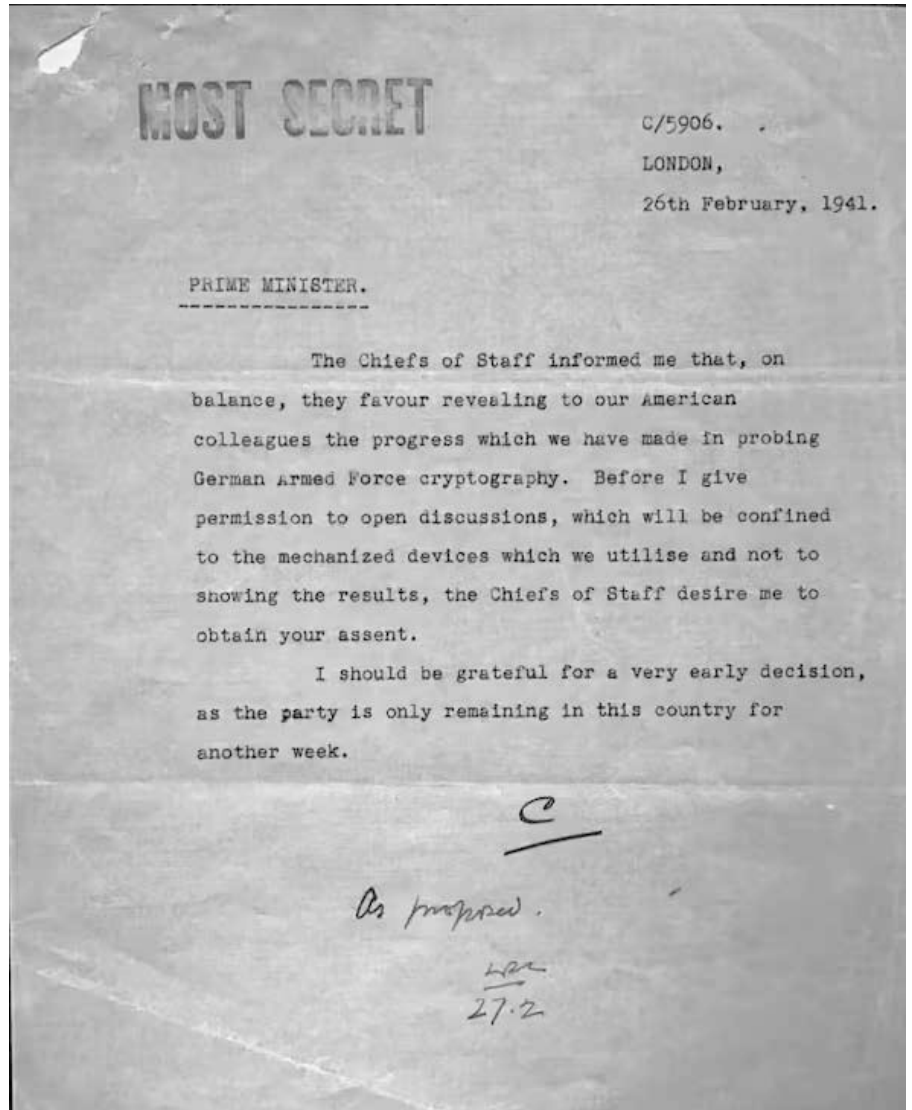 MOST SECRET
C/5906.
LONDON,
26th February, 1941.
PRIME MINISTER.
The Chiefs of Staff informed me that, on
balance, they favour revealing to our American
colleagues the progress which we have made in probing
German Armed Force cryptography. Before I give
permission to open discussions, which will be confined
to the mechanized devices which we utilise and not to
showing the results, the Chiefs of Staff desire me to
obtain your assent.
I should be grateful for a very early decision,
as the party is only remaining in this country for
another week.
C
As proposed.
27.2